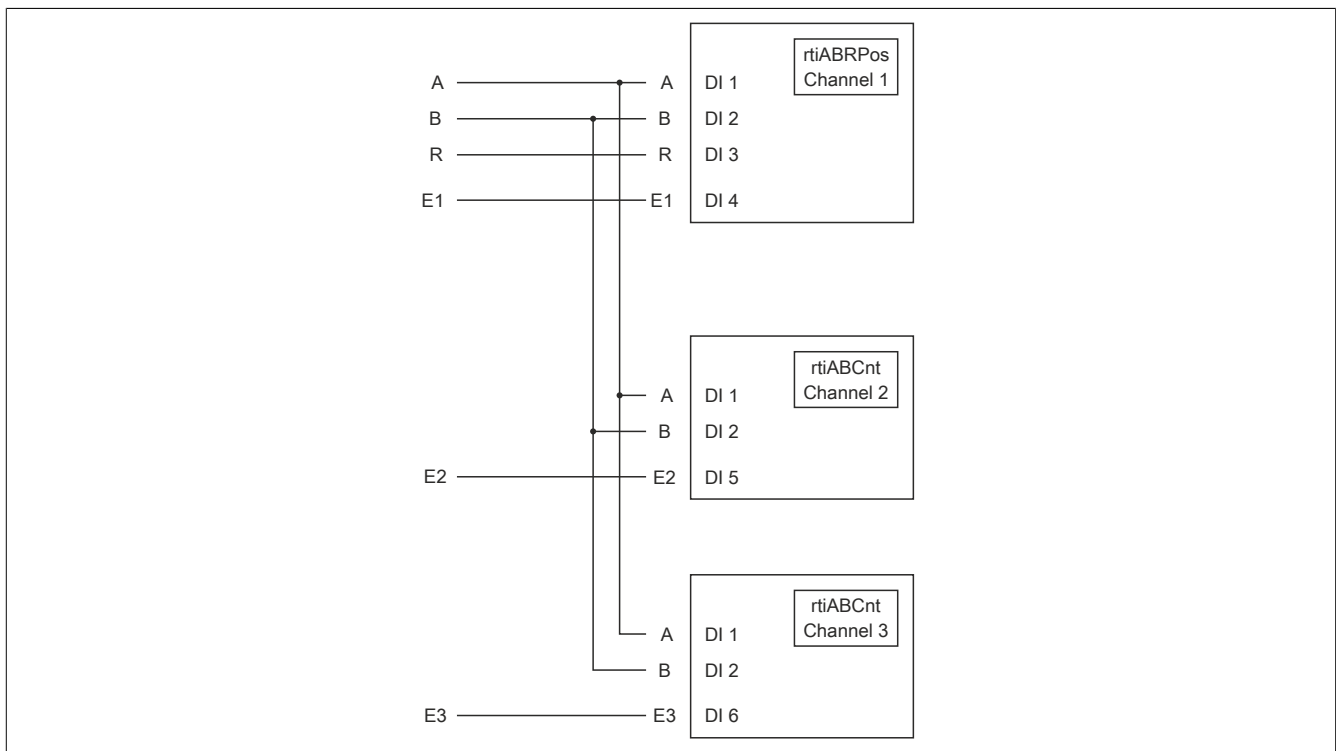 rtiABRPos
Channel 1
A A DI 1
B B DI 2
R R DI 3
E1 E1 DI 4
rtiABCnt
Channel 2
A DI 1
B DI 2
E2 E2 DI 5
rtiABCnt
Channel 3
A DI 1
B DI 2
E3 E3 DI 6